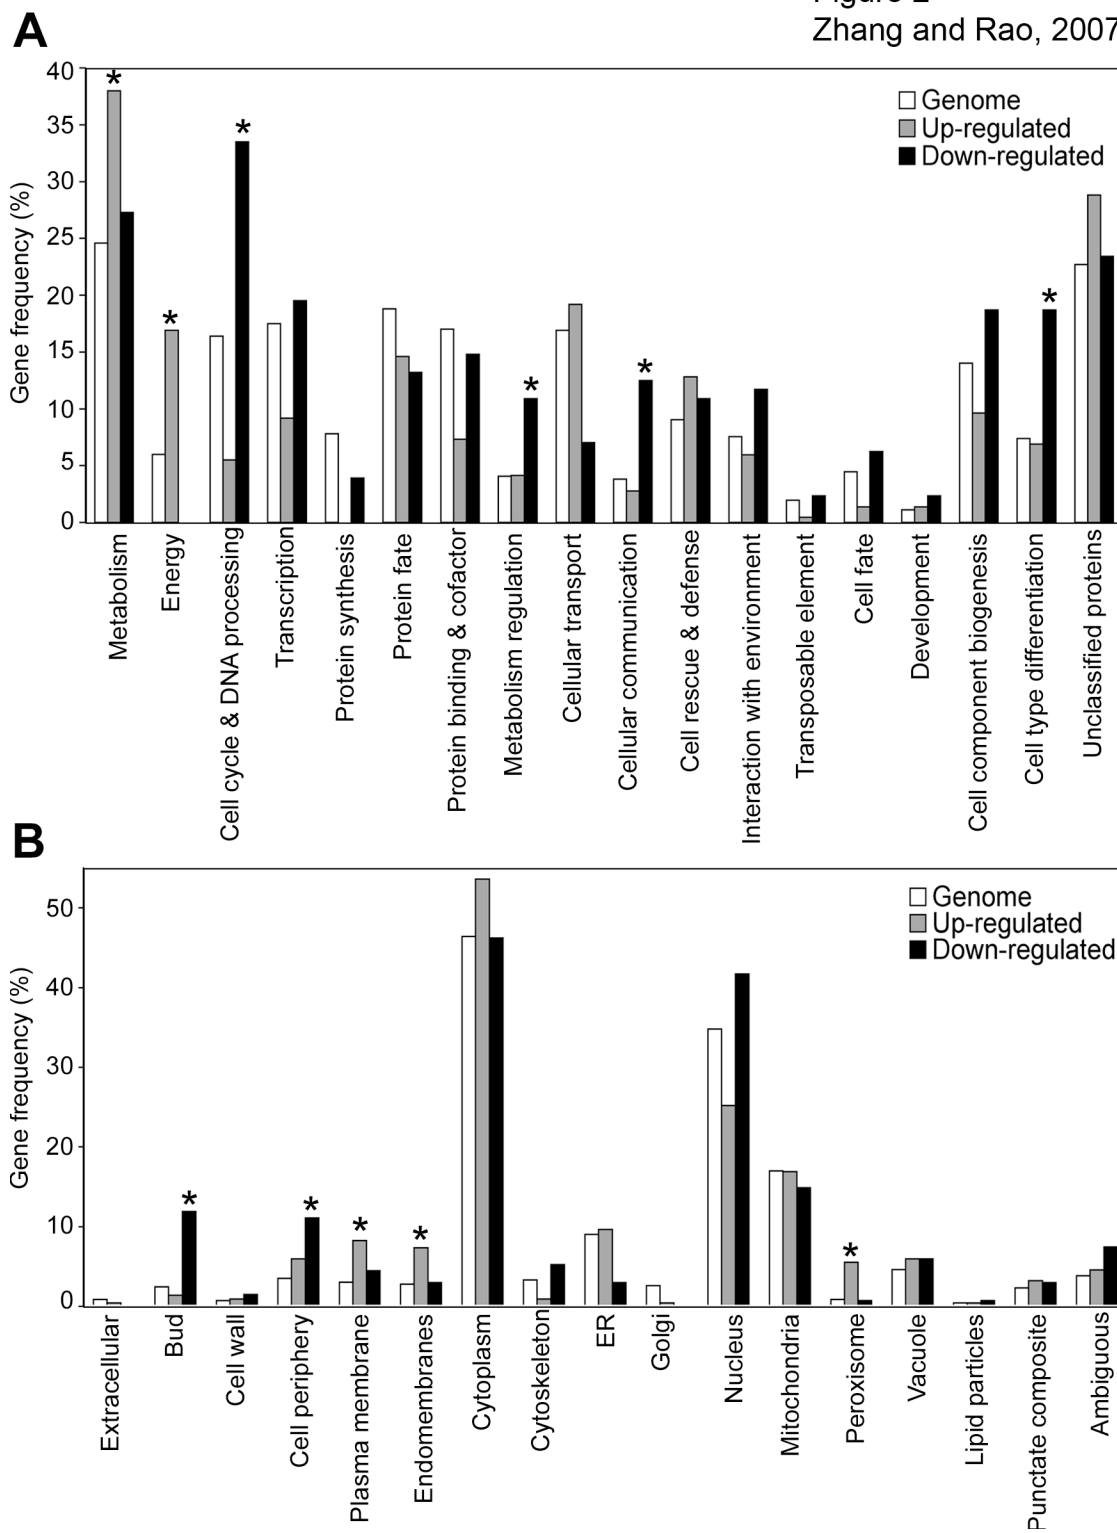 Figure 2
Zhang and Rao, 2007
A
*
40
35
30
25
20
15
10
5
0
Gene frequency (%)
Genome
Up-regulated
Down-regulated
*
*
*
*
*
Metabolism
Energy
Cell cycle & DNA processing
Transcription
Protein synthesis
Protein fate
Protein binding & cofactor
Metabolism regulation
Cellular transport
Cellular communication
Cell rescue & defense
Interaction with environment
Transposable element
Cell fate
Development
Cell component biogenesis
Cell type differentiation
Unclassified proteins
B
50
40
30
20
10
0
Gene frequency (%)
Genome
Up-regulated
Down-regulated
*
*
*
*
*
Extracellular
Bud
Cell wall
Cell periphery
Plasma membrane
Endomembranes
Cytoplasm
Cytoskeleton
ER
Golgi
Nucleus
Mitochondria
Peroxisome
Vacuole
Lipid particles
Punctate composite
Ambiguous